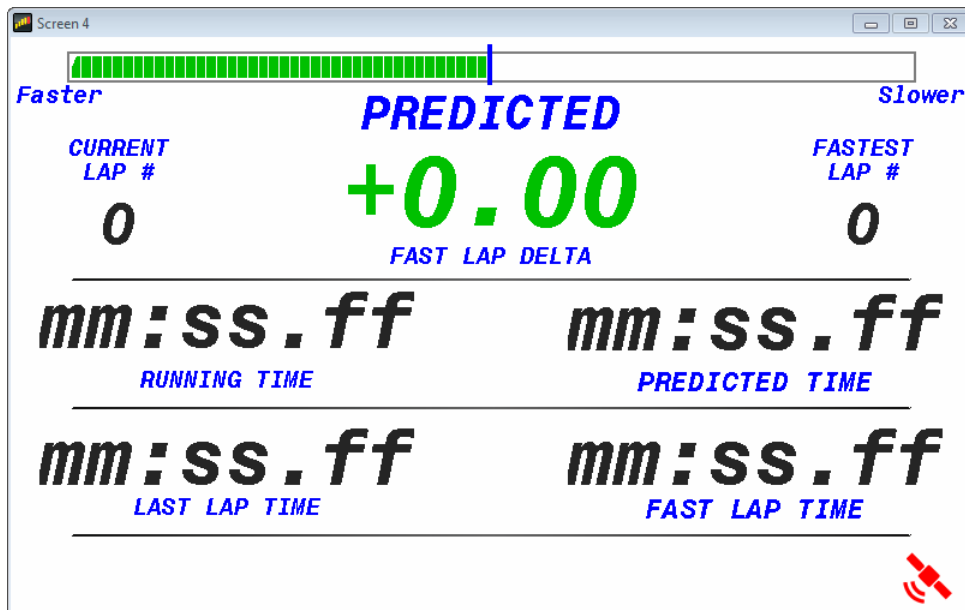 Screen 4
Faster
Slower
PREDICTED
CURRENT
LAP #
FASTEST
LAP #
0
+0.00
0
FAST LAP DELTA
mm:ss.ff
mm:ss.ff
RUNNING TIME
PREDICTED TIME
mm:ss.ff
mm:ss.ff
LAST LAP TIME
FAST LAP TIME